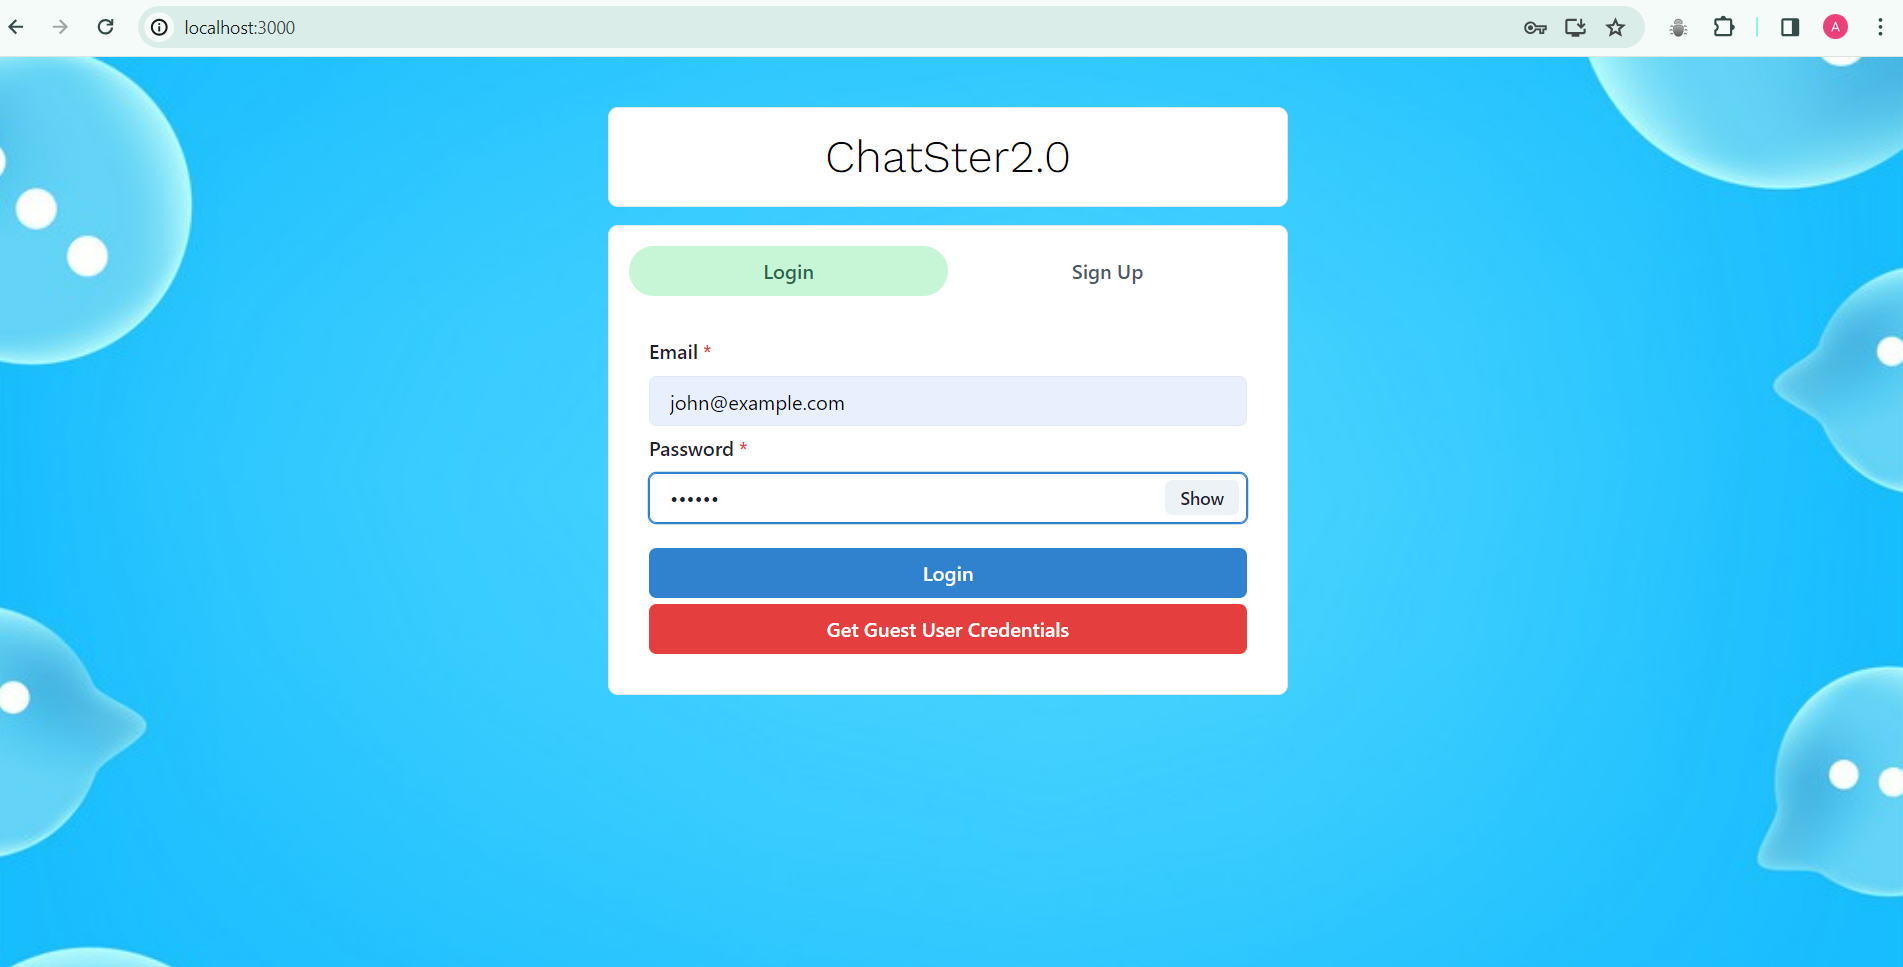 localhost:3000
A
ChatSter2.0
Login Sign Up
Email *
john@example.com
Password *
•••••• Show
Login
Get Guest User Credentials